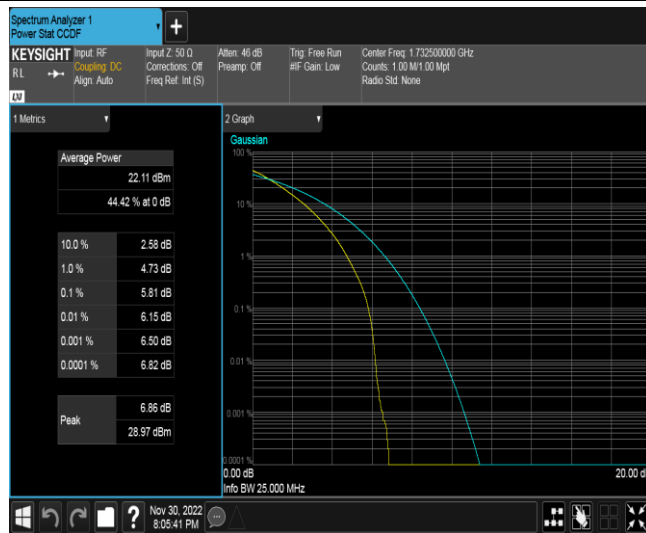 Spectrum Analyzer 1
Power Stat CCDF
+
KEYSIGHT
RL
LXI
Input: RF
Coupling: DC
Align: Auto
Input Z: 50 Ω
Corrections: Off
Freq Ref: Int (S)
Atten: 46 dB
Preamp: Off
Trig: Free Run
#IF Gain: Low
Center Freq: 1.732500000 GHz
Counts: 1.00 M/1.00 Mpt
Radio Std: None
1 Metrics
Average Power
22.11 dBm
44.42 % at 0 dB
10.0 % 2.58 dB
1.0 % 4.73 dB
0.1 % 5.81 dB
0.01 % 6.15 dB
0.001 % 6.50 dB
0.0001 % 6.82 dB
Peak
6.86 dB
28.97 dBm
2 Graph
Gaussian
100 %
10 %
1 %
0.1 %
0.01 %
0.001 %
0.0001 %
0.00 dB
20.00 d
Info BW 25.000 MHz
?
Nov 30, 2022
8:05:41 PM